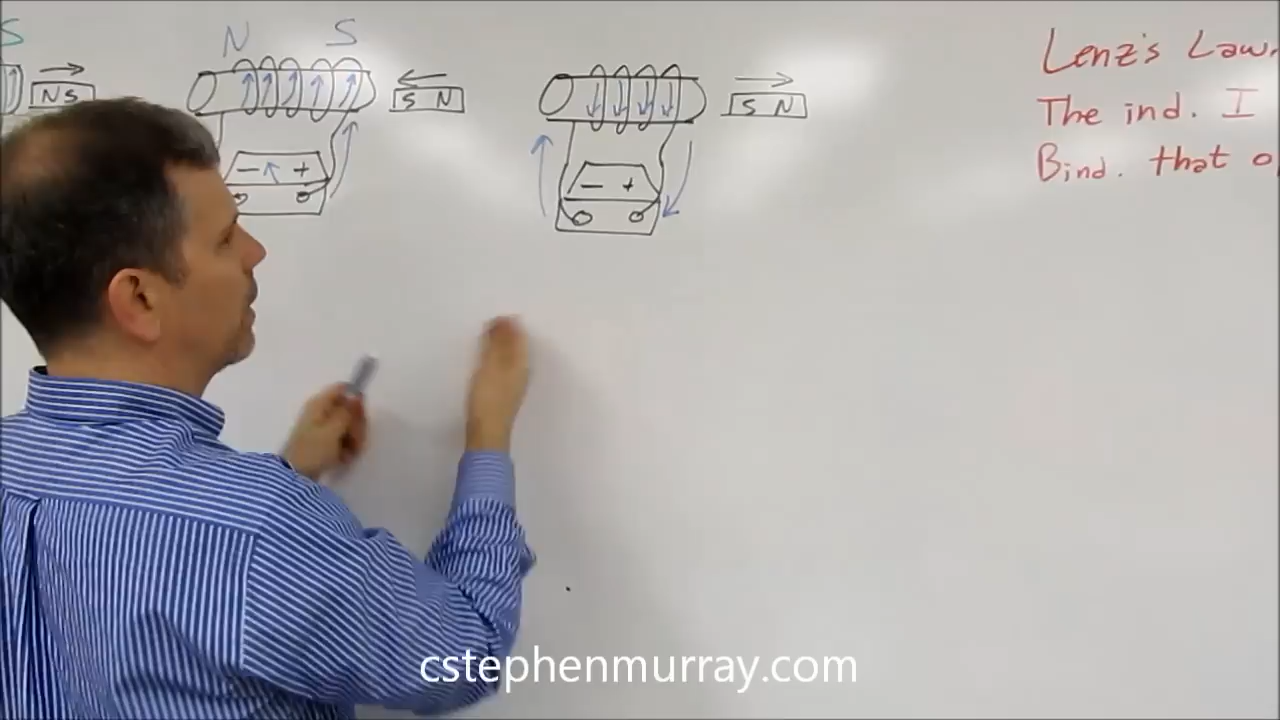 S
N S
N S
S N
S N
- +
- +
Lenz's Law
The ind. I
Bind. that
cstephenmurray.com